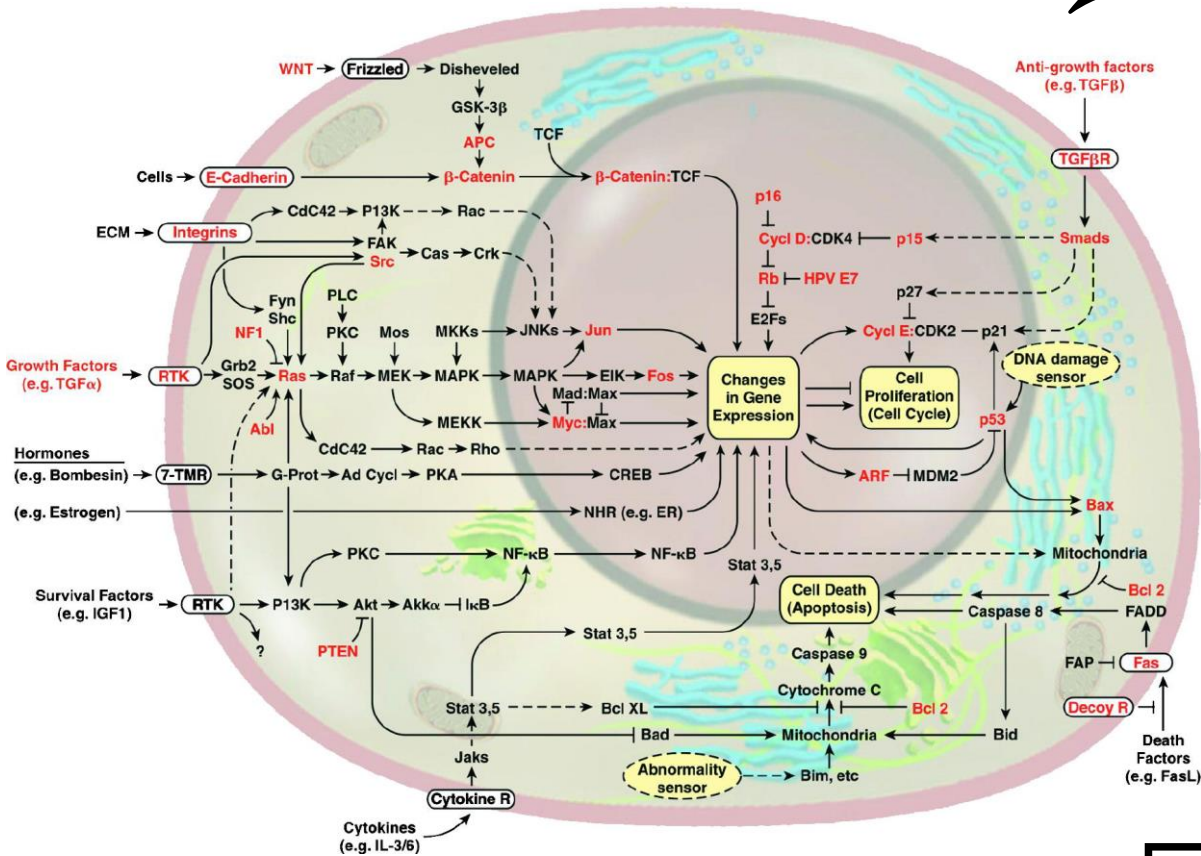 WNT
Frizzled
Disheveled
GSK-3β
APC
TCF
Cells
E-Cadherin
β-Catenin
β-Catenin:TCF
Anti-growth factors
(e.g. TGFβ)
TGFβR
Smads
p16
Cycl D:CDK4
p15
Rb
HPV E7
E2Fs
p27
Cycl E:CDK2
p21
DNA damage
sensor
CdC42
P13K
Rac
ECM
Integrins
FAK
Src
Cas
Crk
Fyn
Shc
PLC
NF1
PKC
Mos
MKKs
JNKs
Jun
Growth Factors
(e.g. TGFα)
RTK
Grb2
SOS
Ras
Raf
MEK
MAPK
MAPK
ElK
Fos
Mad:Max
Abl
MEKK
Myc:Max
CdC42
Rac
Rho
Changes
in Gene
Expression
Cell
Proliferation
(Cell Cycle)
p53
ARF
MDM2
Bax
Hormones
(e.g. Bombesin)
7-TMR
G-Prot
Ad Cycl
PKA
CREB
(e.g. Estrogen)
NHR (e.g. ER)
PKC
NF-κB
NF-κB
Stat 3,5
Mitochondria
Survival Factors
(e.g. IGF1)
RTK
P13K
Akt
Akkα
IκB
Cell Death
(Apoptosis)
Bcl 2
Caspase 8
FADD
?
PTEN
Stat 3,5
Caspase 9
FAP
Fas
Cytochrome C
Stat 3,5
Bcl XL
Bcl 2
Decoy R
Bad
Mitochondria
Bid
Death
Factors
(e.g. FasL)
Jaks
Abnormality
sensor
Bim, etc
Cytokine R
Cytokines
(e.g. IL-3/6)